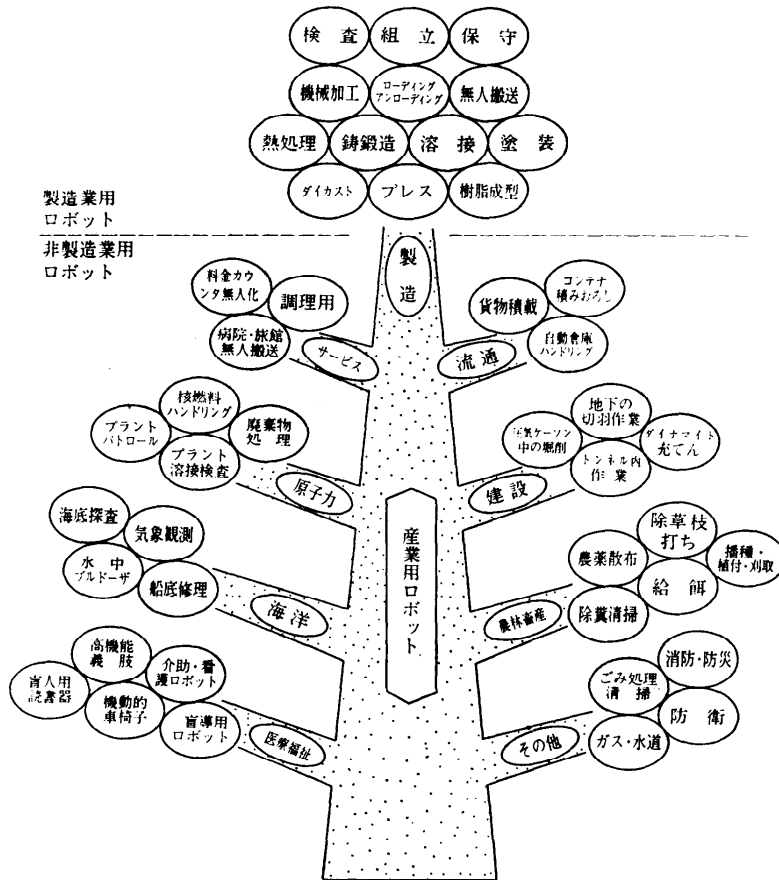 検査
組立
保守
機械加工
ローディング
アンローディング
無人搬送
熱処理
鋳鍛造
溶接
塗装
ダイカスト
プレス
樹脂成型
製造業用
ロボット
非製造業用
ロボット
製造
料金カウ
ンタ無人化
調理用
病院・旅館
無人搬送
サービス
貨物積載
コンテナ
積みおろし
自動倉庫
ハンドリング
流通
核燃料
ハンドリング
プラント
パトロール
廃棄物
処理
プラント
溶接検査
原子力
地下の
切羽作業
ケーソン
中の掘削
ダイナマイト
充てん
トンネル内
作業
建設
産業用ロボット
海底探査
気象観測
水中
ブルドーザ
船底修理
海洋
除草枝
打ち
農薬散布
播種・
植付・刈取
給餌
除糞清掃
農林畜産
高機能
義肢
介助・看
護ロボット
盲人用
読書器
機動的
車椅子
盲導用
ロボット
医療福祉
消防・防災
ごみ処理
清掃
防衛
ガス・水道
その他